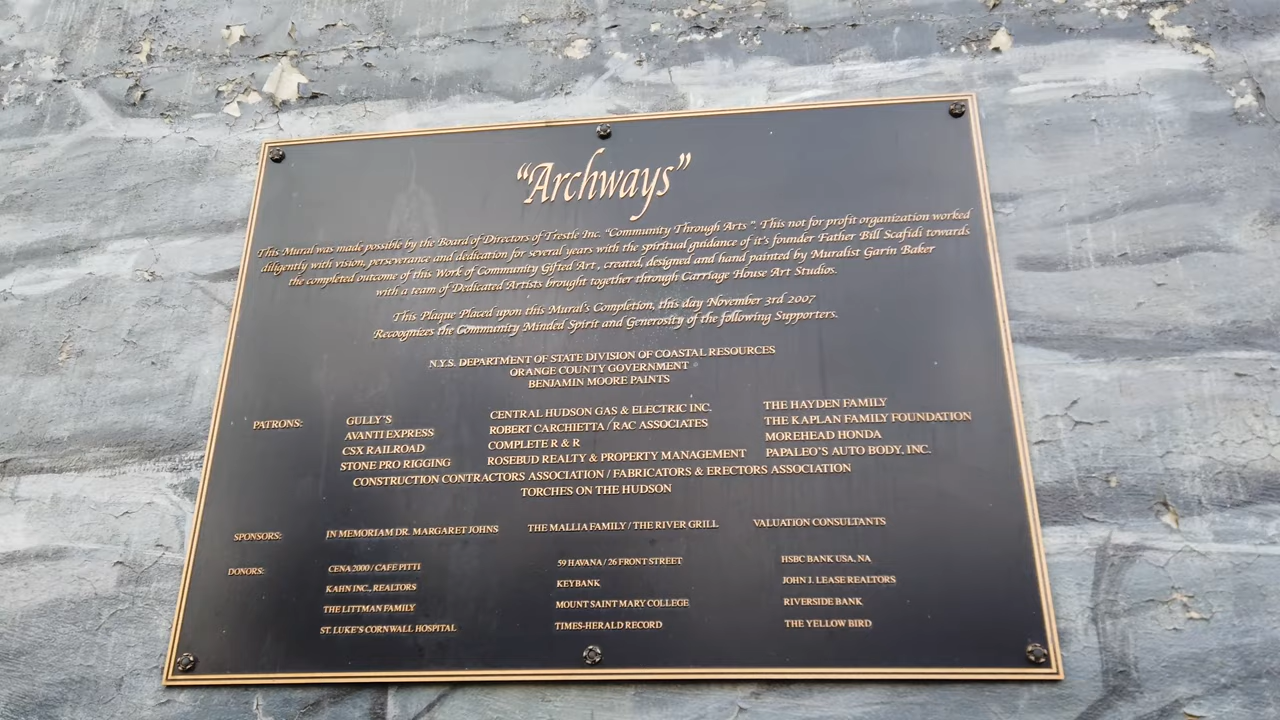 “Archways”
This Mural was made possible by the Board of Directors of Trestle Inc. “Community Through Arts”. This not for profit organization worked
diligently with vision, perseverance and dedication for several years with the spiritual guidance of it's founder Father Bill Scafidi towards
the completed outcome of this Work of Community Gifted Art, created, designed and hand painted by Muralist Garin Baker
with a team of Dedicated Artists brought together through Carriage House Art Studios.
This Plaque Placed upon this Mural's Completion, this day November 3rd 2007
Recoognizes the Community Minded Spirit and Generosity of the following Supporters.
N.Y.S. DEPARTMENT OF STATE DIVISION OF COASTAL RESOURCES
ORANGE COUNTY GOVERNMENT
BENJAMIN MOORE PAINTS
PATRONS: GULLY'S CENTRAL HUDSON GAS & ELECTRIC INC. THE HAYDEN FAMILY
AVANTI EXPRESS ROBERT CARCHIETTA / RAC ASSOCIATES THE KAPLAN FAMILY FOUNDATION
CSX RAILROAD COMPLETE R & R MOREHEAD HONDA
STONE PRO RIGGING ROSEBUD REALTY & PROPERTY MANAGEMENT PAPALEO'S AUTO BODY, INC.
CONSTRUCTION CONTRACTORS ASSOCIATION / FABRICATORS & ERECTORS ASSOCIATION
TORCHES ON THE HUDSON
SPONSORS: IN MEMORIAM DR. MARGARET JOHNS THE MALLIA FAMILY / THE RIVER GRILL VALUATION CONSULTANTS
DONORS: CENA 2000 / CAFE PITTI 59 HAVANA / 26 FRONT STREET HSBC BANK USA, NA
KAHN INC., REALTORS KEYBANK JOHN J. LEASE REALTORS
THE LITTMAN FAMILY MOUNT SAINT MARY COLLEGE RIVERSIDE BANK
ST. LUKE'S CORNWALL HOSPITAL TIMES-HERALD RECORD THE YELLOW BIRD